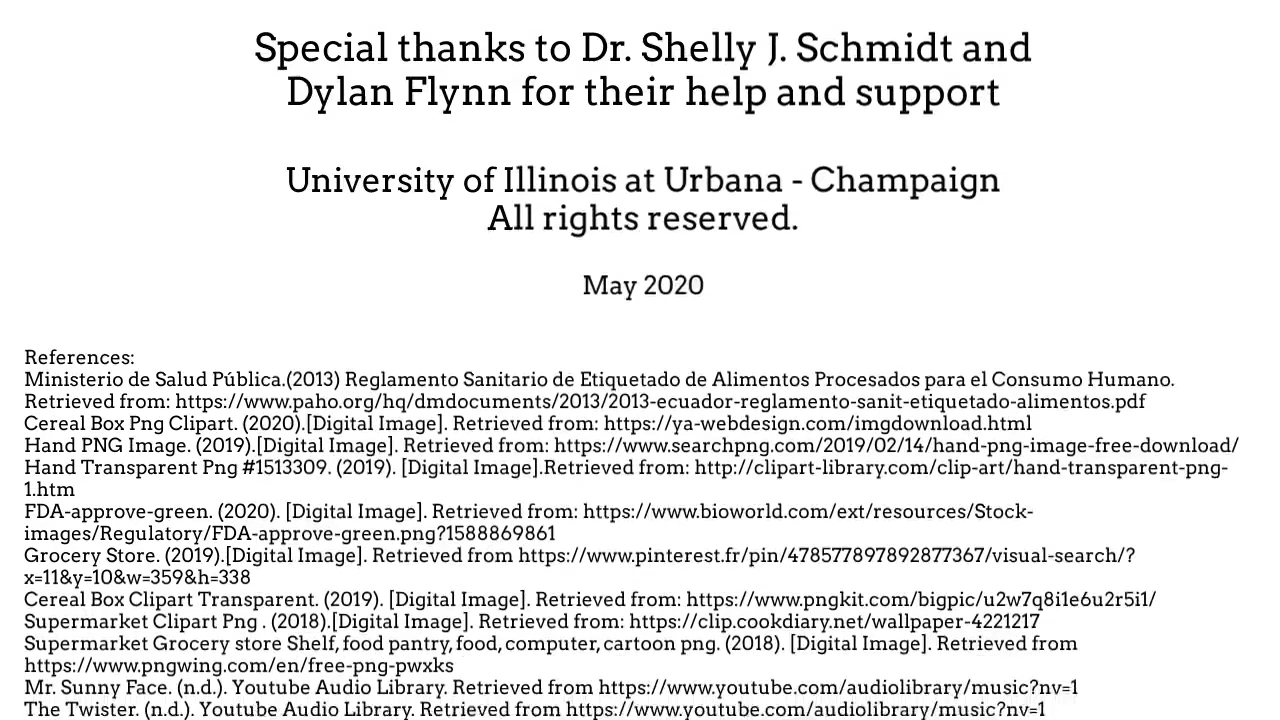 Special thanks to Dr. Shelly J. Schmidt and
Dylan Flynn for their help and support
University of Illinois at Urbana - Champaign
All rights reserved.
May 2020
References:
Ministerio de Salud Pública.(2013) Reglamento Sanitario de Etiquetado de Alimentos Procesados para el Consumo Humano.
Retrieved from: https://www.paho.org/hq/dmdocuments/2013/2013-ecuador-reglamento-sanit-etiquetado-alimentos.pdf
Cereal Box Png Clipart. (2020).[Digital Image]. Retrieved from: https://ya-webdesign.com/imgdownload.html
Hand PNG Image. (2019).[Digital Image]. Retrieved from: https://www.searchpng.com/2019/02/14/hand-png-image-free-download/
Hand Transparent Png #1513309. (2019). [Digital Image].Retrieved from: http://clipart-library.com/clip-art/hand-transparent-png-
1.htm
FDA-approve-green. (2020). [Digital Image]. Retrieved from: https://www.bioworld.com/ext/resources/Stock-
images/Regulatory/FDA-approve-green.png?1588869861
Grocery Store. (2019).[Digital Image]. Retrieved from https://www.pinterest.fr/pin/478577897892877367/visual-search/?
x=11&y=10&w=359&h=338
Cereal Box Clipart Transparent. (2019). [Digital Image]. Retrieved from: https://www.pngkit.com/bigpic/u2w7q8i1e6u2r5i1/
Supermarket Clipart Png . (2018).[Digital Image]. Retrieved from: https://clip.cookdiary.net/wallpaper-4221217
Supermarket Grocery store Shelf, food pantry, food, computer, cartoon png. (2018). [Digital Image]. Retrieved from
https://www.pngwing.com/en/free-png-pwxks
Mr. Sunny Face. (n.d.). Youtube Audio Library. Retrieved from https://www.youtube.com/audiolibrary/music?nv=1
The Twister. (n.d.). Youtube Audio Library. Retrieved from https://www.youtube.com/audiolibrary/music?nv=1